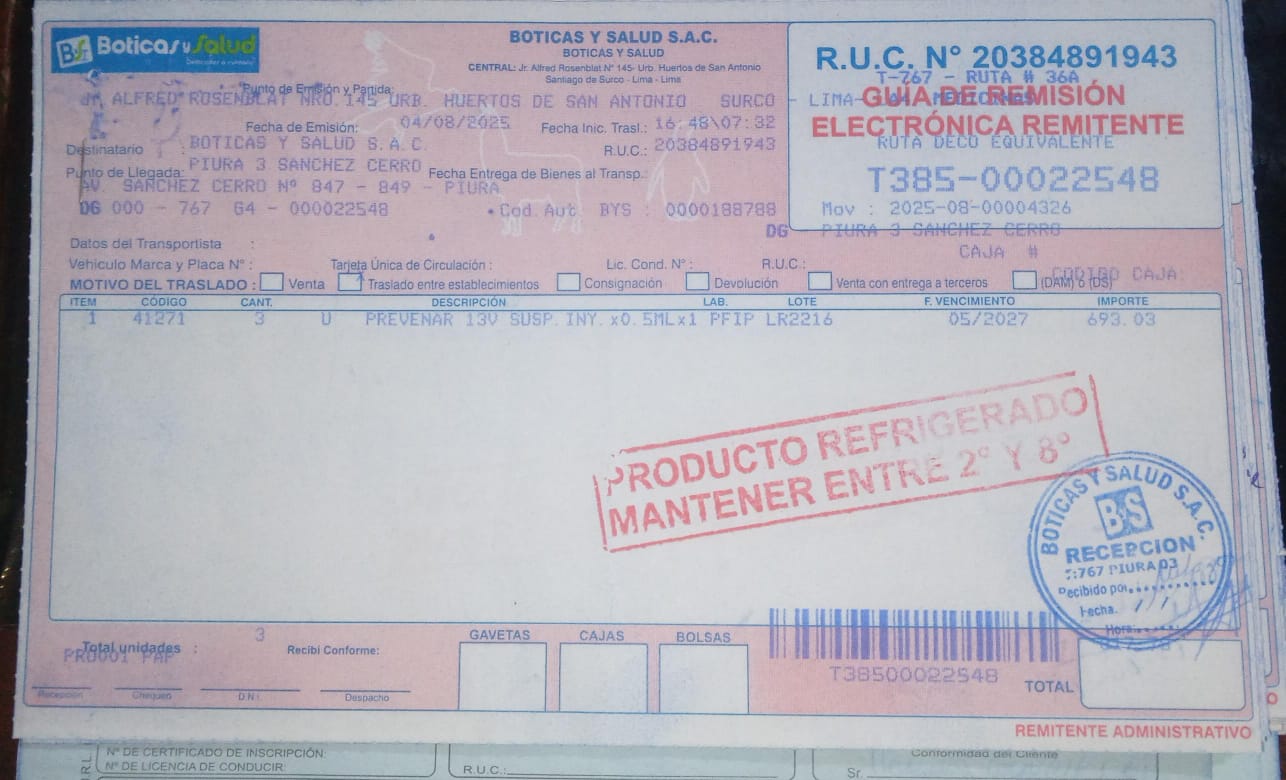 BS Boticas y Salud
BOTICAS Y SALUD S.A.C.
BOTICAS Y SALUD
CENTRAL: Jr. Alfred Rosenblat N° 145- Urb. Huertos de San Antonio
Santiago de Surco - Lima - Lima
R.U.C. N° 20384891943
T-767 - RUTA # 36A
GUÍA DE REMISIÓN
ELECTRÓNICA REMITENTE
RUTA DECO EQUIVALENTE
T385-00022548
Mov : 2025-08-00004326
Punto de Emisión y Partida:
Jr. ALFRED ROSENBLAT NRO. 145 URB. HUERTOS DE SAN ANTONIO SURCO - LIMA-
Fecha de Emisión: 04/08/2025 Fecha Inic. Trasl.: 16:48\07:32
Destinatario : BOTICAS Y SALUD S.A.C. R.U.C.: 20384891943
Punto de Llegada: PIURA 3 SANCHEZ CERRO Fecha Entrega de Bienes al Transp.:
AV. SANCHEZ CERRO Nº 847 - 849 - PIURA
DG 000 - 767 G4 - 000022548 Cod. Aut BYS : 0000188788
DG - PIURA 3 SANCHEZ CERRO
CAJA #
CODIGO CAJA:
Datos del Transportista :
Vehiculo Marca y Placa N° : Tarjeta Única de Circulación : Lic. Cond. N° : R.U.C.:
MOTIVO DEL TRASLADO : Venta Traslado entre establecimientos Consignación Devolución Venta con entrega a terceros (DAM) o (DS)
ITEM CÓDIGO CANT. DESCRIPCIÓN LAB. LOTE F. VENCIMIENTO IMPORTE
1 41271 3 U PREVENAR 13V SUSP. INY. x0.5MLx1 PFIP LR2216 05/2027 693.03
PRODUCTO REFRIGERADO
MANTENER ENTRE 2° Y 8°
BOTICAS Y SALUD S.A.C.
BS
RECEPCION
767 PIURA 03
Recibido por
Fecha.
Hora:
Total unidades : 3 Recibí Conforme:
Recepción Chequeo D.N.I. Despacho
GAVETAS CAJAS BOLSAS
T38500022548
TOTAL
REMITENTE ADMINISTRATIVO
N° DE CERTIFICADO DE INSCRIPCIÓN:
N° DE LICENCIA DE CONDUCIR:
R.U.C.:
Conformidad del Cliente
Sr.